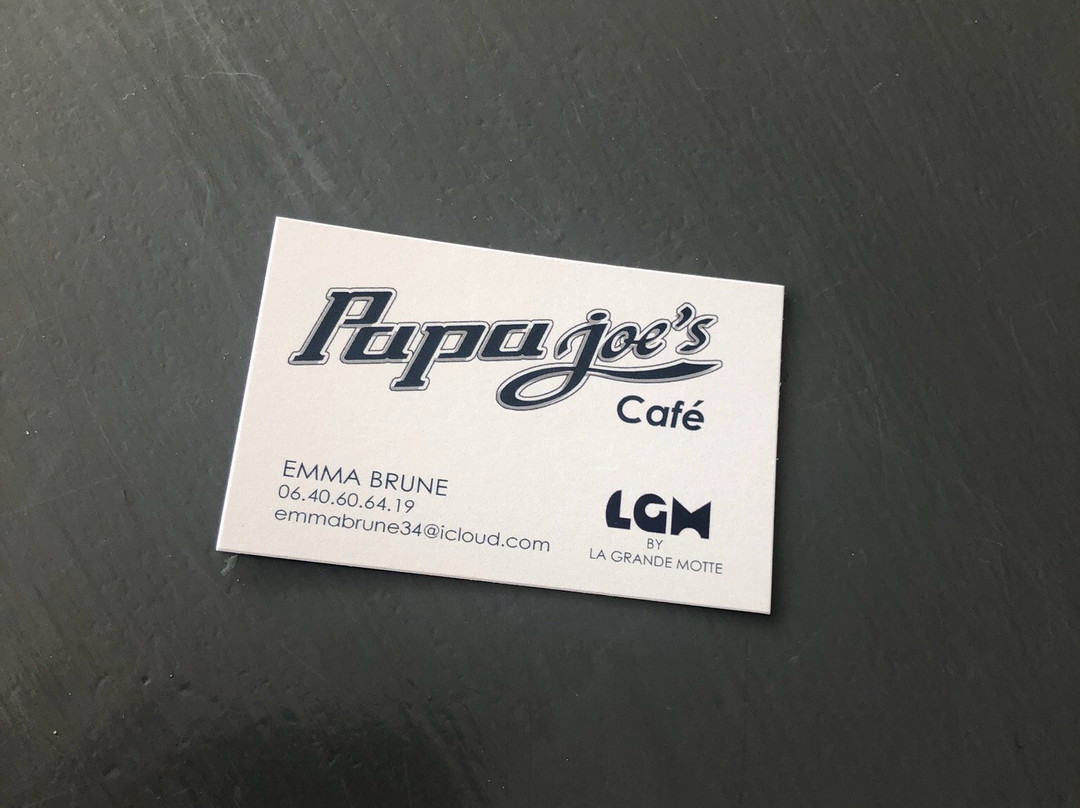 Papa joe's
Café
EMMA BRUNE
06.40.60.64.19
emmabrune34@icloud.com
LGM
BY
LA GRANDE MOTTE